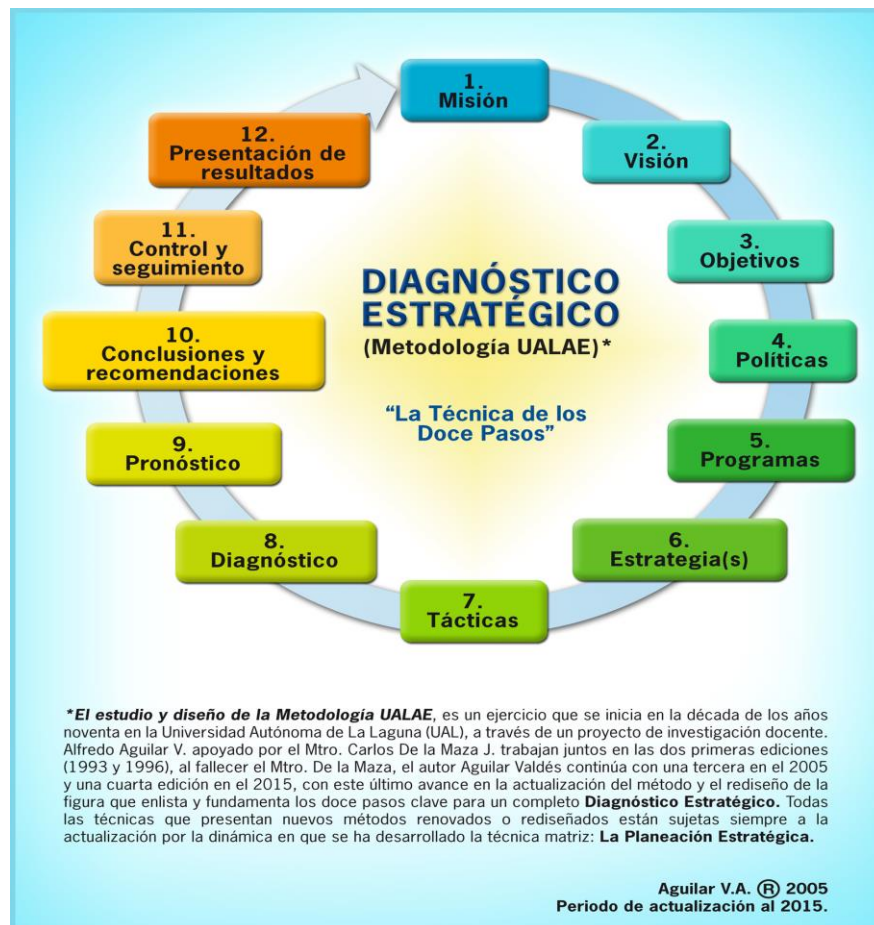 1.
Misión
2.
Visión
3.
Objetivos
4.
Políticas
5.
Programas
6.
Estrategia(s)
7.
Tácticas
8.
Diagnóstico
9.
Pronóstico
10.
Conclusiones y
recomendaciones
11.
Control y
seguimiento
12.
Presentación de
resultados
DIAGNÓSTICO
ESTRATÉGICO
(Metodología UALAE)*
“La Técnica de los
Doce Pasos”
*El estudio y diseño de la Metodología UALAE, es un ejercicio que se inicia en la década de los años
noventa en la Universidad Autónoma de La Laguna (UAL), a través de un proyecto de investigación docente.
Alfredo Aguilar V. apoyado por el Mtro. Carlos De la Maza J. trabajan juntos en las dos primeras ediciones
(1993 y 1996), al fallecer el Mtro. De la Maza, el autor Aguilar Valdés continúa con una tercera en el 2005
y una cuarta edición en el 2015, con este último avance en la actualización del método y el rediseño de la
figura que enlista y fundamenta los doce pasos clave para un completo Diagnóstico Estratégico. Todas
las técnicas que presentan nuevos métodos renovados o rediseñados están sujetas siempre a la
actualización por la dinámica en que se ha desarrollado la técnica matriz: La Planeación Estratégica.
Aguilar V.A. Ⓡ 2005
Periodo de actualización al 2015.